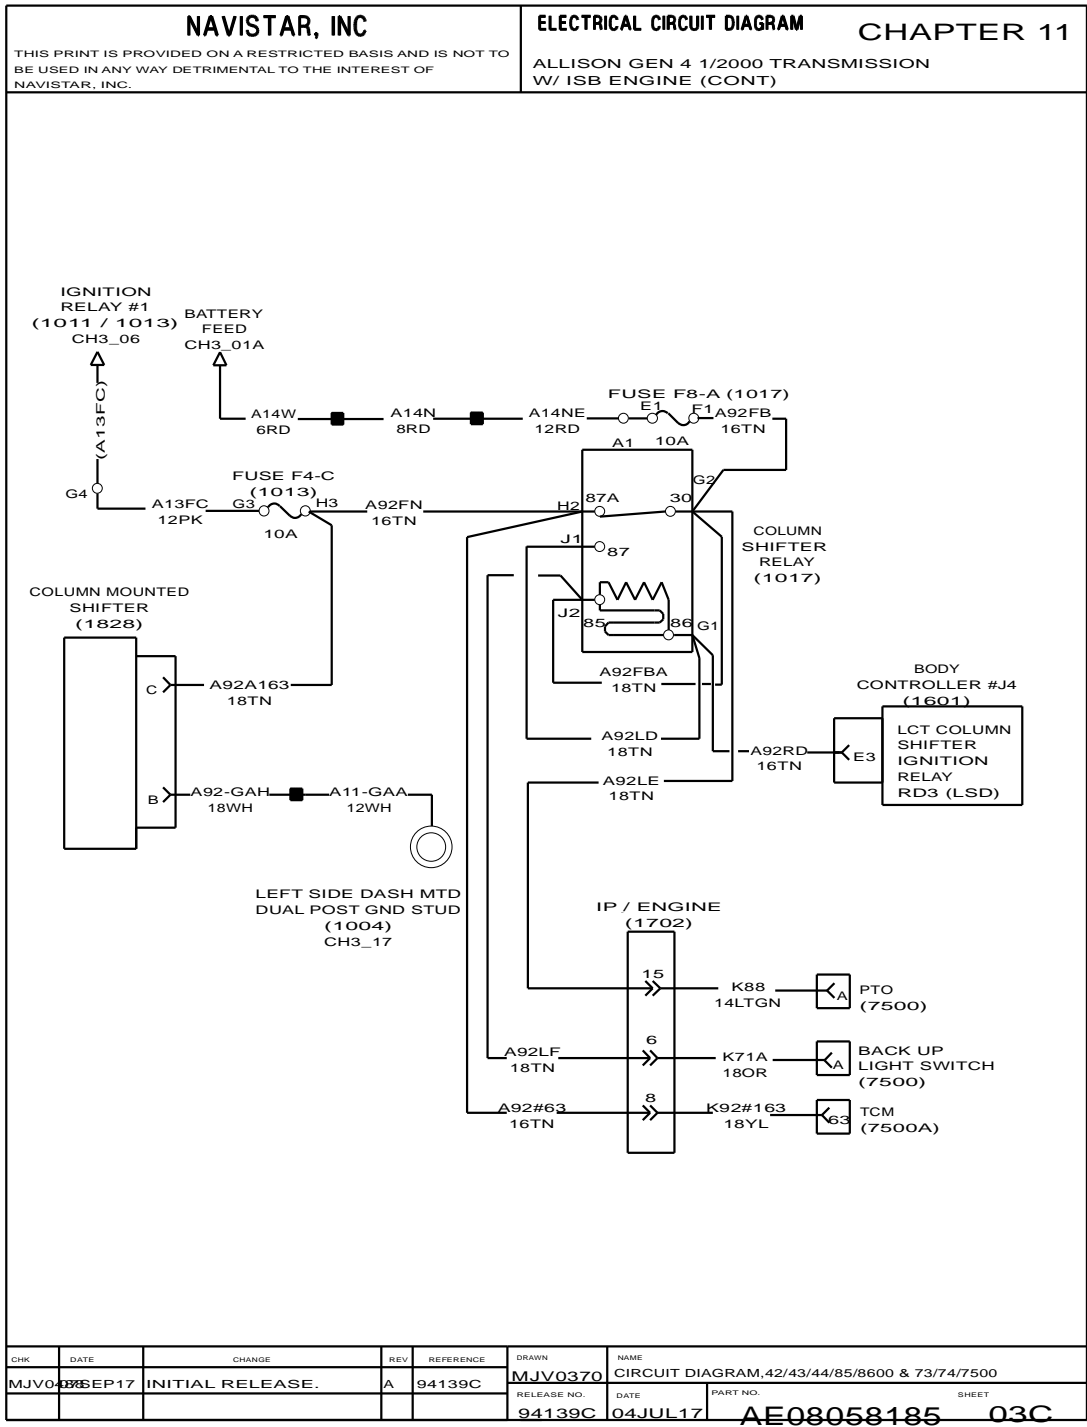 NAVISTAR, INC
THIS PRINT IS PROVIDED ON A RESTRICTED BASIS AND IS NOT TO
BE USED IN ANY WAY DETRIMENTAL TO THE INTEREST OF
NAVISTAR, INC.
ELECTRICAL CIRCUIT DIAGRAM
CHAPTER 11
ALLISON GEN 4 1/2000 TRANSMISSION
W/ ISB ENGINE (CONT)
IGNITION
RELAY #1
(1011 / 1013)
CH3_06
BATTERY
FEED
CH3_01A
(A13FC)
A14W
6RD
A14N
8RD
A14NE
12RD
FUSE F8-A (1017)
E1
F1
10A
A92FB
16TN
A1
G4
A13FC
12PK
FUSE F4-C
(1013)
G3
H3
10A
A92FN
16TN
H2
87A
30
G2
J1
87
J2
85
86
G1
COLUMN
SHIFTER
RELAY
(1017)
COLUMN MOUNTED
SHIFTER
(1828)
C
A92A163
18TN
B
A92-GAH
18WH
A11-GAA
12WH
LEFT SIDE DASH MTD
DUAL POST GND STUD
(1004)
CH3_17
A92FBA
18TN
A92LD
18TN
A92LE
18TN
A92RD
16TN
BODY
CONTROLLER #J4
(1601)
E3
LCT COLUMN
SHIFTER
IGNITION
RELAY
RD3 (LSD)
IP / ENGINE
(1702)
15
K88
14LTGN
A
PTO
(7500)
A92LF
18TN
6
K71A
18OR
A
BACK UP
LIGHT SWITCH
(7500)
A92#63
16TN
8
K92#163
18YL
63
TCM
(7500A)
CHK
DATE
CHANGE
REV
REFERENCE
INITIAL RELEASE.
A
94139C
DRAWN
MJV0370
NAME
CIRCUIT DIAGRAM,42/43/44/85/8600 & 73/74/7500
RELEASE NO.
94139C
DATE
04JUL17
PART NO.
AE08058185
SHEET
03C